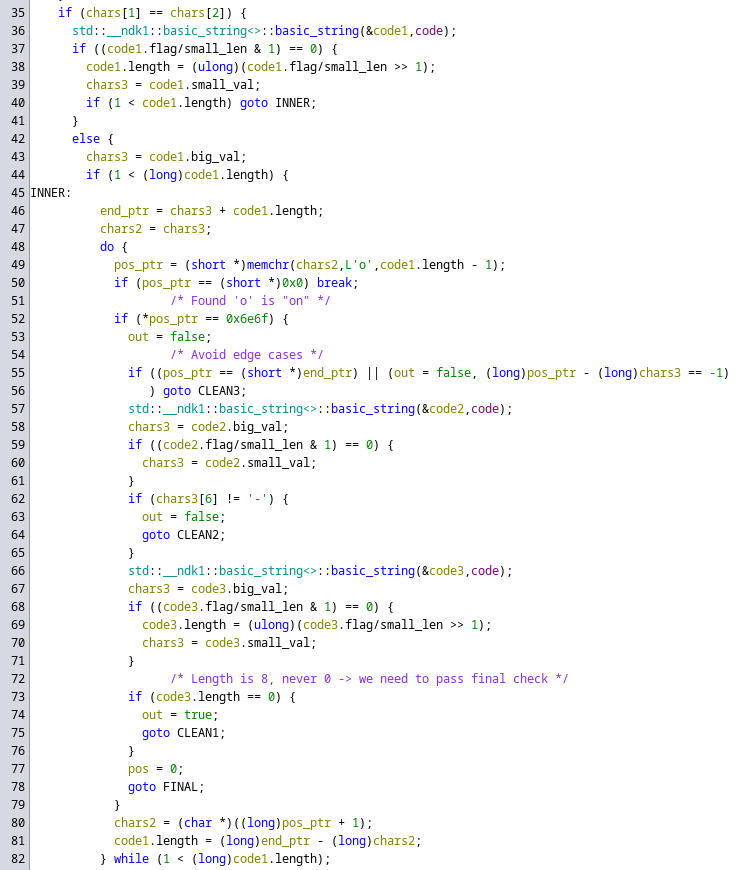 35 if (chars[1] == chars[2]) {
36 std::__ndk1::basic_string<>::basic_string(&code1,code);
37 if ((code1.flag/small_len & 1) == 0) {
38 code1.length = (ulong)(code1.flag/small_len >> 1);
39 chars3 = code1.small_val;
40 if (1 < code1.length) goto INNER;
41 }
42 else {
43 chars3 = code1.big_val;
44 if (1 < (long)code1.length) {
45 INNER:
46 end_ptr = chars3 + code1.length;
47 chars2 = chars3;
48 do {
49 pos_ptr = (short *)memchr(chars2,L'o',code1.length - 1);
50 if (pos_ptr == (short *)0x0) break;
51 /* Found 'o' is "on" */
52 if (*pos_ptr == 0x6e6f) {
53 out = false;
54 /* Avoid edge cases */
55 if ((pos_ptr == (short *)end_ptr) || (out = false, (long)pos_ptr - (long)chars3 == -1)
56 ) goto CLEAN3;
57 std::__ndk1::basic_string<>::basic_string(&code2,code);
58 chars3 = code2.big_val;
59 if ((code2.flag/small_len & 1) == 0) {
60 chars3 = code2.small_val;
61 }
62 if (chars3[6] != '-') {
63 out = false;
64 goto CLEAN2;
65 }
66 std::__ndk1::basic_string<>::basic_string(&code3,code);
67 chars3 = code3.big_val;
68 if ((code3.flag/small_len & 1) == 0) {
69 code3.length = (ulong)(code3.flag/small_len >> 1);
70 chars3 = code3.small_val;
71 }
72 /* Length is 8, never 0 -> we need to pass final check */
73 if (code3.length == 0) {
74 out = true;
75 goto CLEAN1;
76 }
77 pos = 0;
78 goto FINAL;
79 }
80 chars2 = (char *)((long)pos_ptr + 1);
81 code1.length = (long)end_ptr - (long)chars2;
82 } while (1 < (long)code1.length);